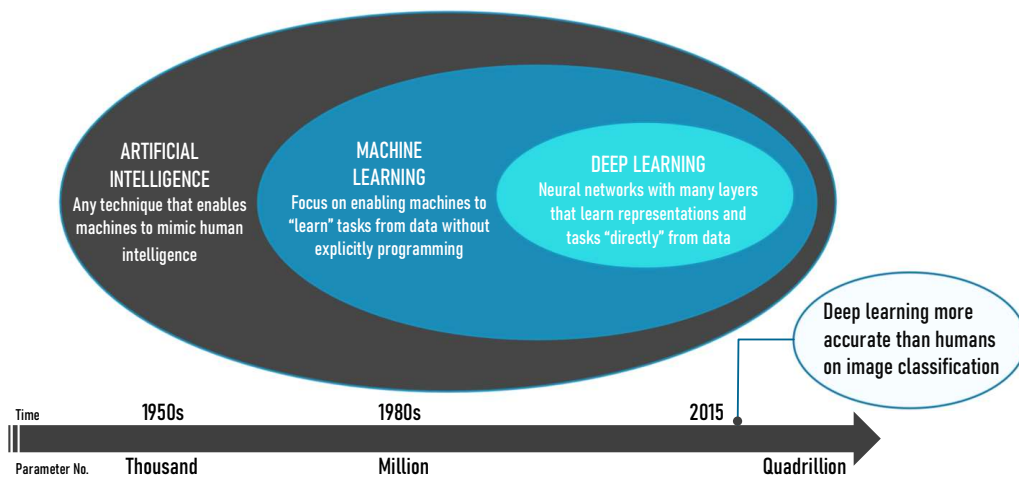 ARTIFICIAL
INTELLIGENCE
Any technique that enables
machines to mimic human
intelligence
MACHINE
LEARNING
Focus on enabling machines to
“learn” tasks from data without
explicitly programming
DEEP LEARNING
Neural networks with many layers
that learn representations and
tasks “directly” from data
Deep learning more
accurate than humans
on image classification
Time 1950s 1980s 2015
Parameter No. Thousand Million Quadrillion